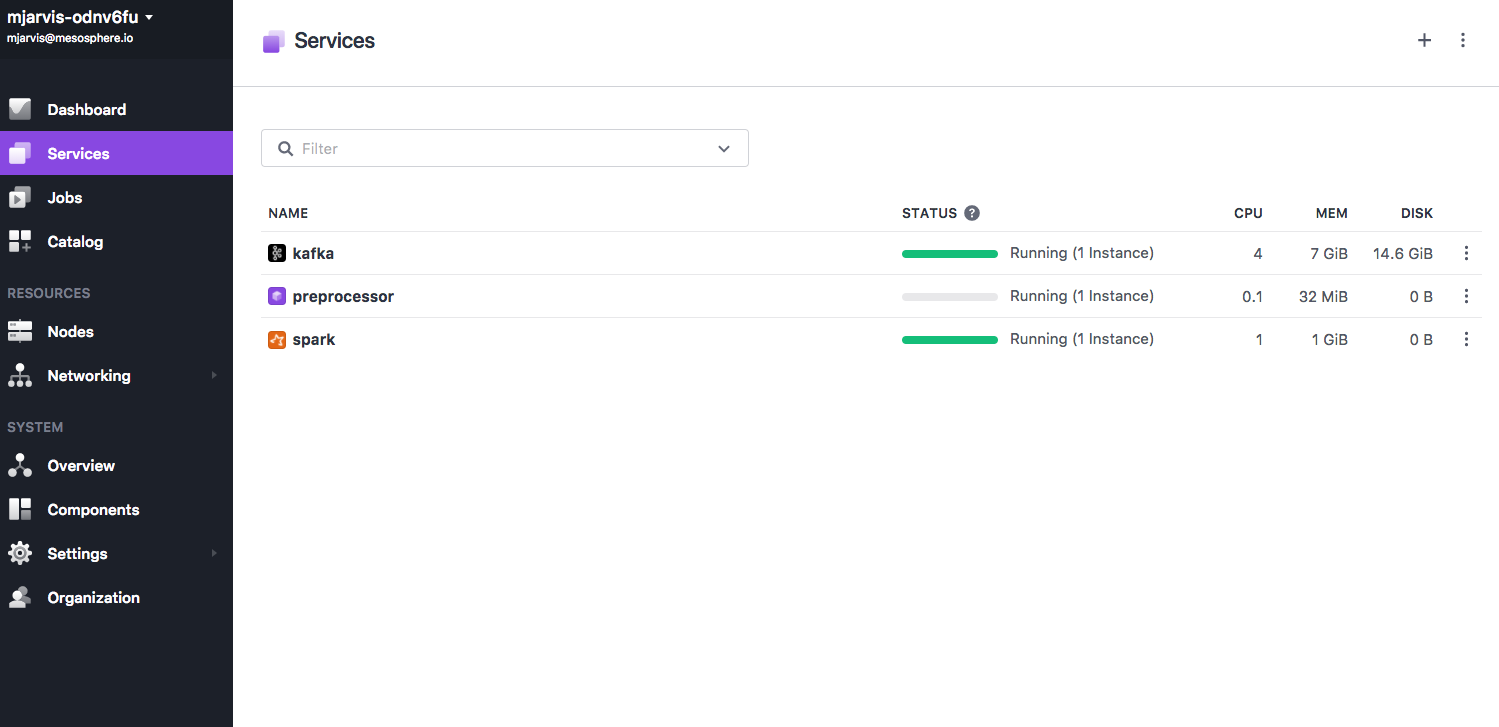 mjarvis-odnv6fu
mjarvis@mesosphere.io
Dashboard
Services
Jobs
Catalog
RESOURCES
Nodes
Networking
SYSTEM
Overview
Components
Settings
Organization
Services
Filter
NAME STATUS ? CPU MEM DISK
kafka Running (1 Instance) 4 7 GiB 14.6 GiB
preprocessor Running (1 Instance) 0.1 32 MiB 0 B
spark Running (1 Instance) 1 1 GiB 0 B